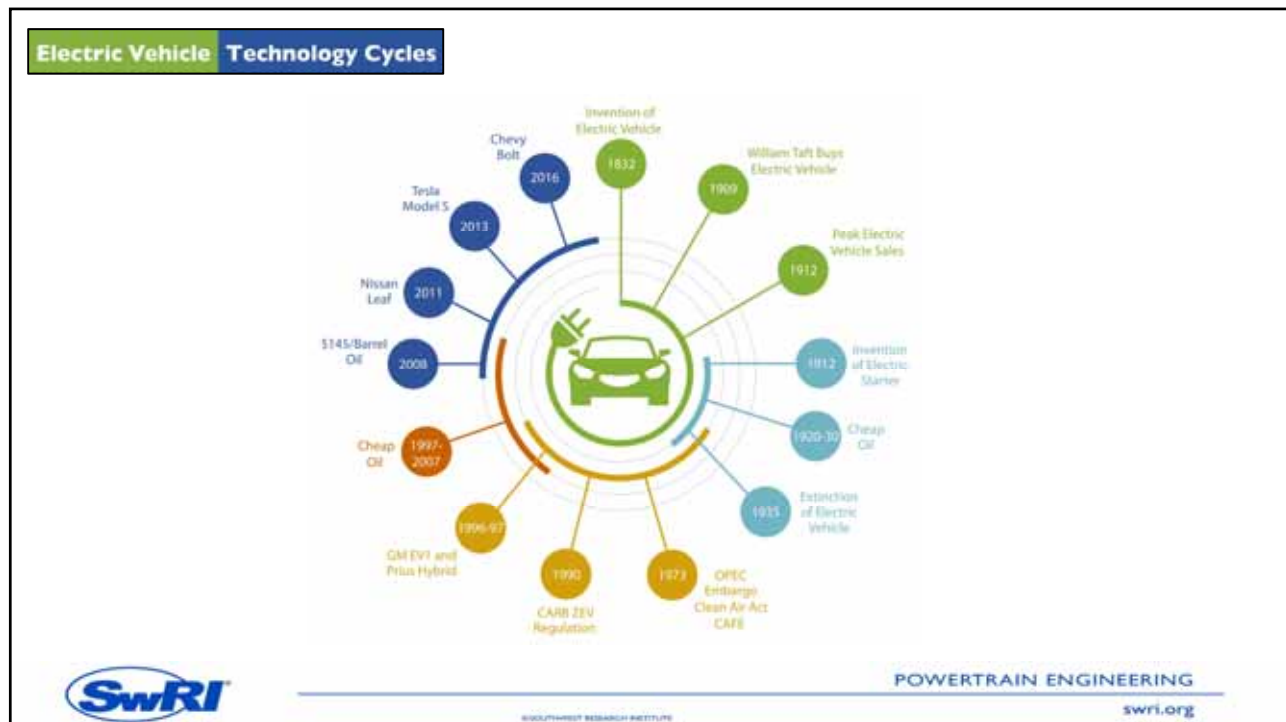 Electric Vehicle Technology Cycles
Invention of
Electric Vehicle
1832
William Taft Buys
Electric Vehicle
1909
Peak Electric
Vehicle Sales
1912
1912
Invention
of Electric
Starter
1920-30
Cheap
Oil
1935
Extinction
of Electric
Vehicle
1973
OPEC
Embargo
Clean Air Act
CAFE
1990
CARB ZEV
Regulation
1996-97
GM EV1 and
Prius Hybrid
Cheap
Oil
1997-
2007
$145/Barrel
Oil
2008
Nissan
Leaf
2011
Tesla
Model S
2013
Chevy
Bolt
2016
SwRI
©SOUTHWEST RESEARCH INSTITUTE
POWERTRAIN ENGINEERING
swri.org